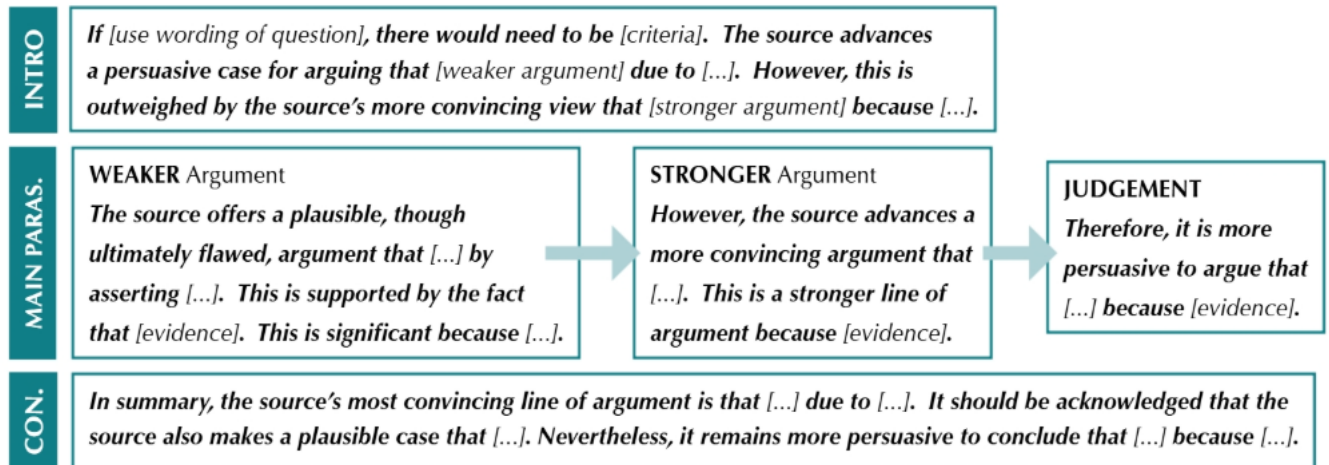 INTRO
If [use wording of question], there would need to be [criteria]. The source advances
a persuasive case for arguing that [weaker argument] due to [...]. However, this is
outweighed by the source's more convincing view that [stronger argument] because [...].
MAIN PARAS.
WEAKER Argument
The source offers a plausible, though
ultimately flawed, argument that [...] by
asserting [...]. This is supported by the fact
that [evidence]. This is significant because [...].
STRONGER Argument
However, the source advances a
more convincing argument that
[...]. This is a stronger line of
argument because [evidence].
JUDGEMENT
Therefore, it is more
persuasive to argue that
[...] because [evidence].
CON.
In summary, the source's most convincing line of argument is that [...] due to [...]. It should be acknowledged that the
source also makes a plausible case that [...]. Nevertheless, it remains more persuasive to conclude that [...] because [...].